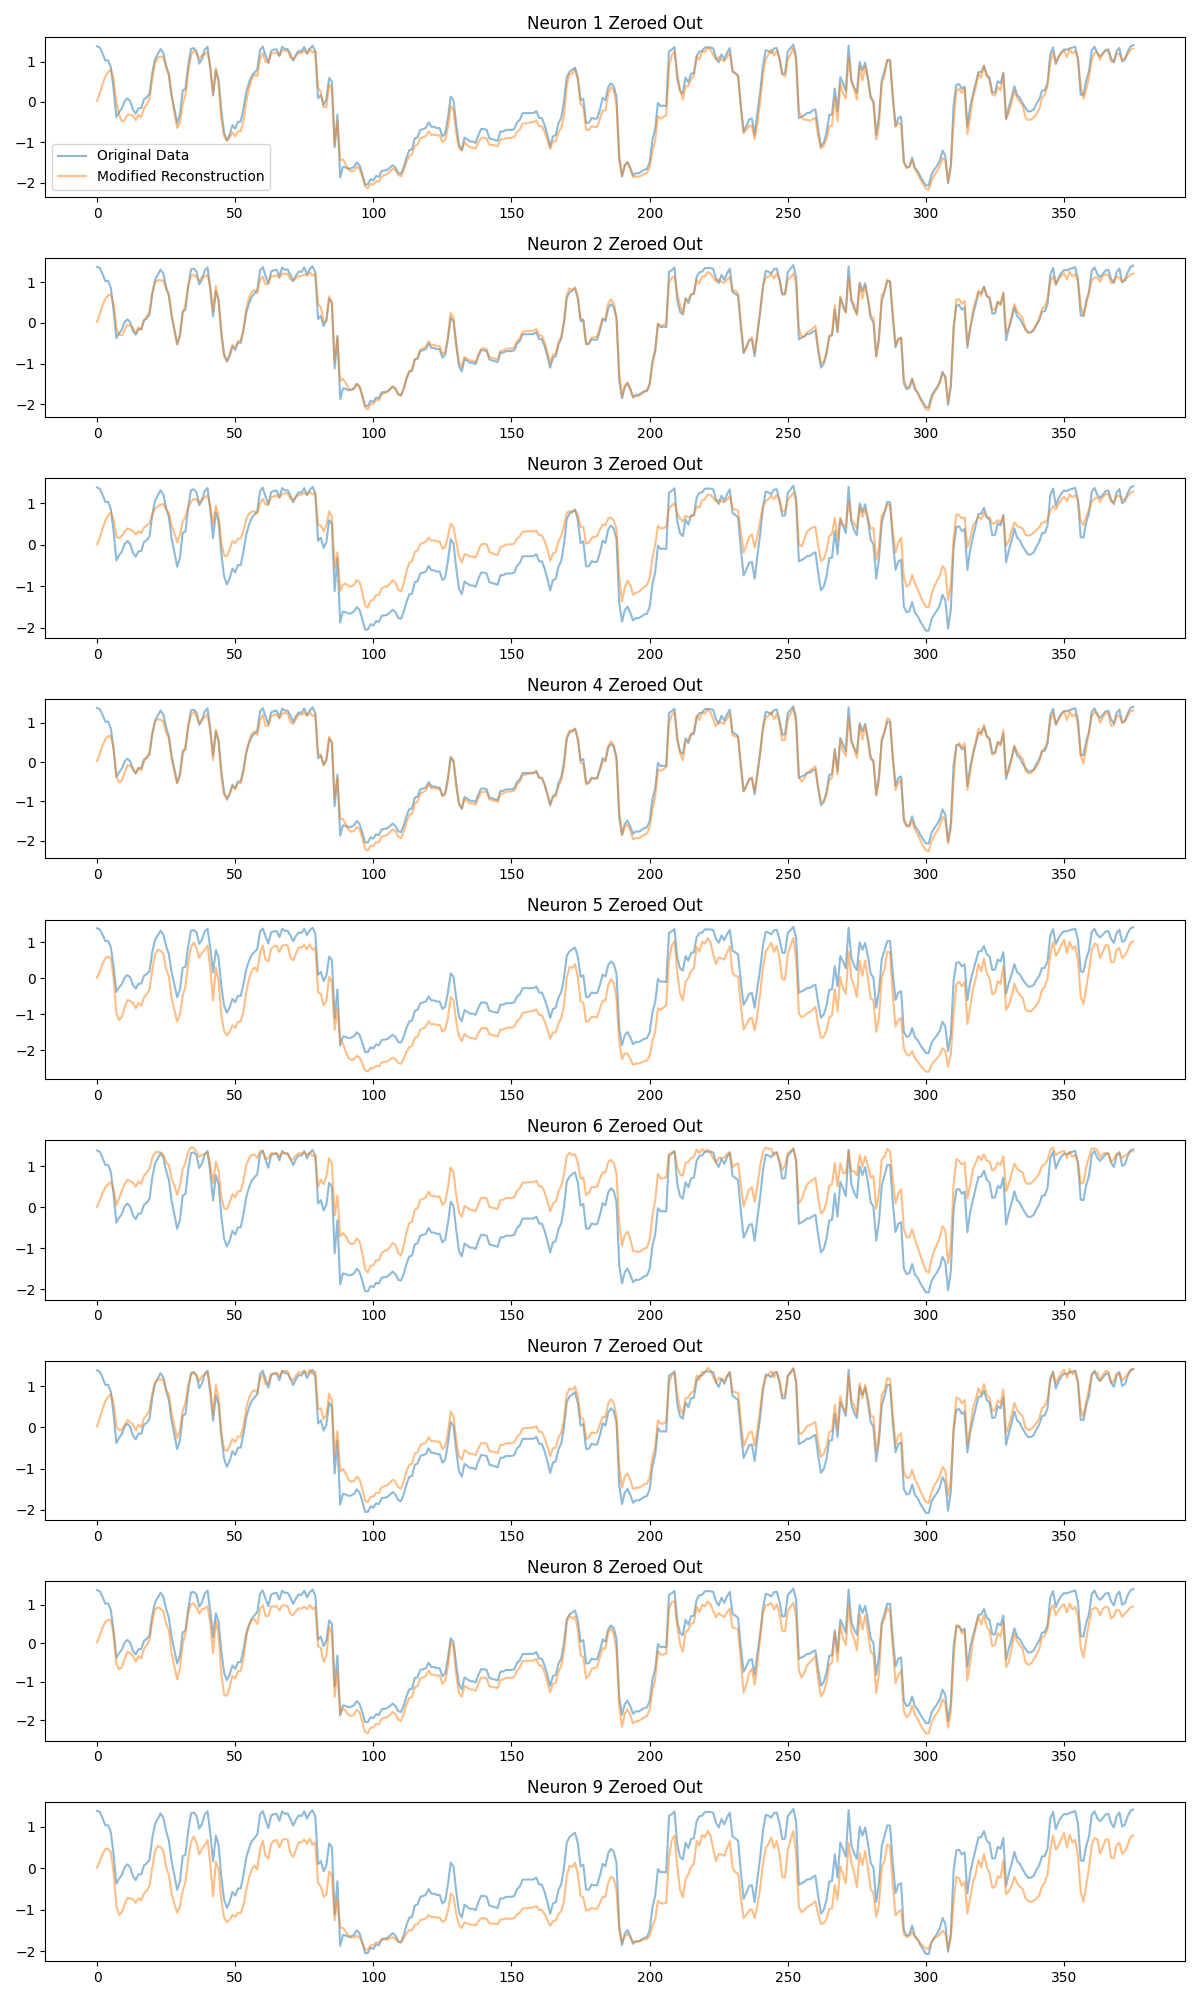 Neuron 1 Zeroed Out
1
0
−1
−2
Original Data
Modified Reconstruction
0 50 100 150 200 250 300 350
Neuron 2 Zeroed Out
1
0
−1
−2
0 50 100 150 200 250 300 350
Neuron 3 Zeroed Out
1
0
−1
−2
0 50 100 150 200 250 300 350
Neuron 4 Zeroed Out
1
0
−1
−2
0 50 100 150 200 250 300 350
Neuron 5 Zeroed Out
1
0
−1
−2
0 50 100 150 200 250 300 350
Neuron 6 Zeroed Out
1
0
−1
−2
0 50 100 150 200 250 300 350
Neuron 7 Zeroed Out
1
0
−1
−2
0 50 100 150 200 250 300 350
Neuron 8 Zeroed Out
1
0
−1
−2
0 50 100 150 200 250 300 350
Neuron 9 Zeroed Out
1
0
−1
−2
0 50 100 150 200 250 300 350